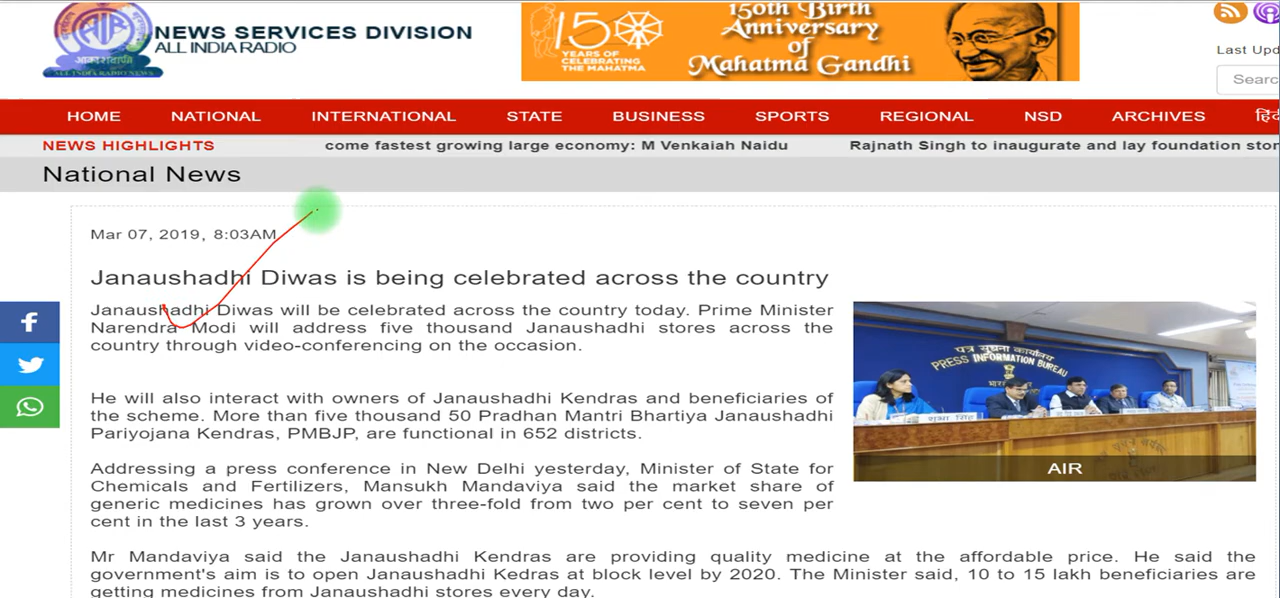 NEWS SERVICES DIVISION
ALL INDIA RADIO
आकाशवाणी
ALL INDIA RADIO NEWS
150
YEARS OF
CELEBRATING
THE MAHATMA
150th Birth
Anniversary
of
Mahatma Gandhi
Last Upd
Searc
HOME NATIONAL INTERNATIONAL STATE BUSINESS SPORTS REGIONAL NSD ARCHIVES हिंद
NEWS HIGHLIGHTS come fastest growing large economy: M Venkaiah Naidu Rajnath Singh to inaugurate and lay foundation stor
National News
Mar 07, 2019, 8:03AM
Janaushadhi Diwas is being celebrated across the country
Janaushadhi Diwas will be celebrated across the country today. Prime Minister
Narendra Modi will address five thousand Janaushadhi stores across the
country through video-conferencing on the occasion.
He will also interact with owners of Janaushadhi Kendras and beneficiaries of
the scheme. More than five thousand 50 Pradhan Mantri Bhartiya Janaushadhi
Pariyojana Kendras, PMBJP, are functional in 652 districts.
Addressing a press conference in New Delhi yesterday, Minister of State for
Chemicals and Fertilizers, Mansukh Mandaviya said the market share of
generic medicines has grown over three-fold from two per cent to seven per
cent in the last 3 years.
पत्र सूचना कार्यालय
PRESS INFORMATION BUREAU
AIR
Mr Mandaviya said the Janaushadhi Kendras are providing quality medicine at the affordable price. He said the
government's aim is to open Janaushadhi Kedras at block level by 2020. The Minister said, 10 to 15 lakh beneficiaries are
getting medicines from Janaushadhi stores every day.